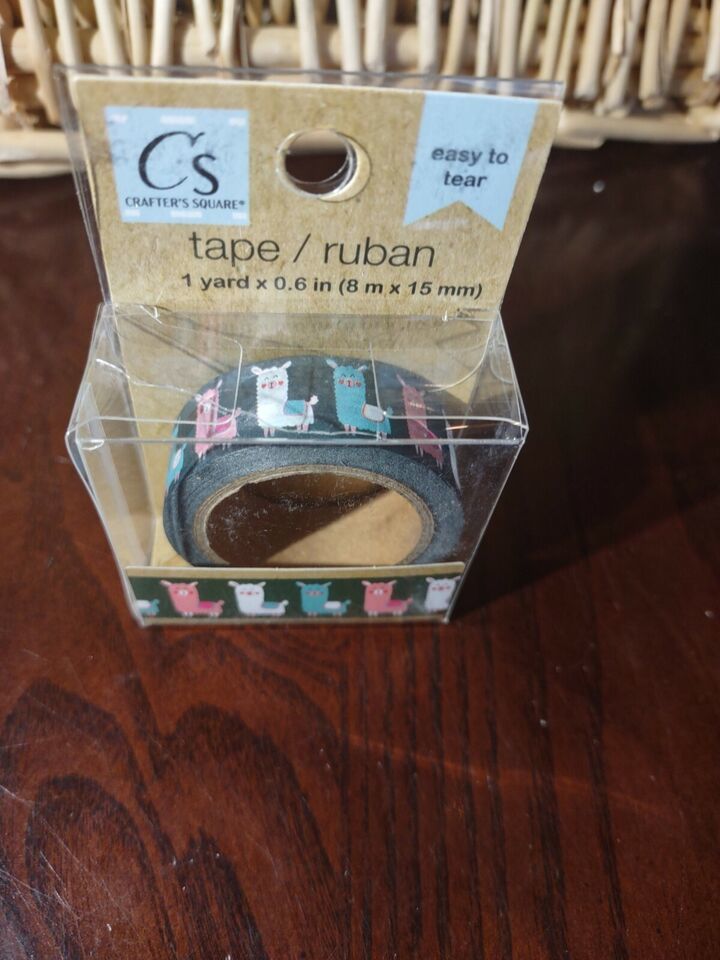 Cs
CRAFTER'S SQUARE®
easy to
tear
tape / ruban
1 yard x 0.6 in (8 m x 15 mm)